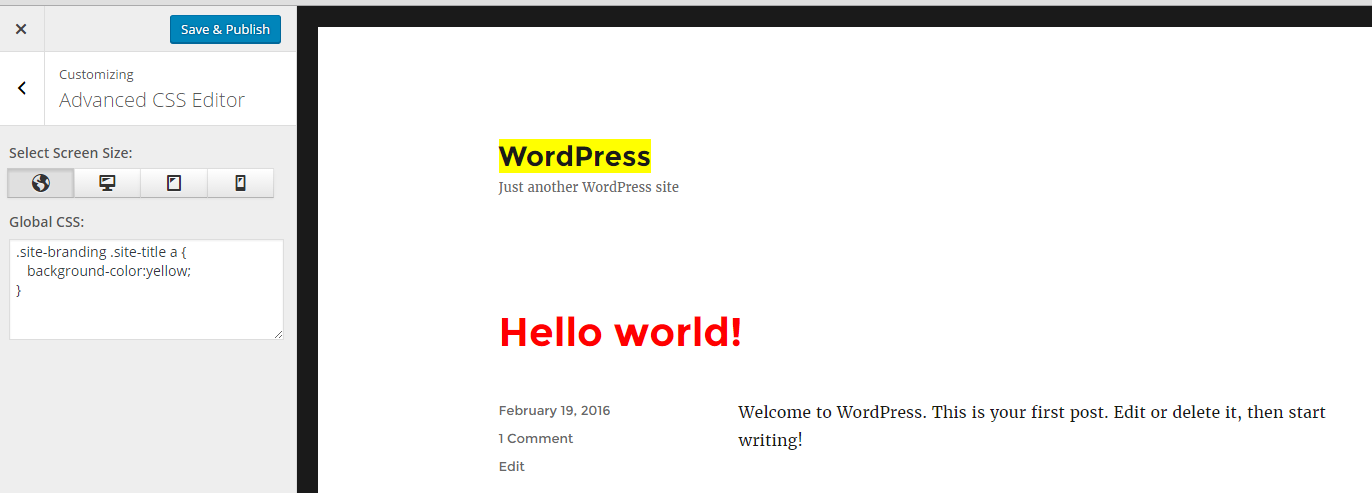 Save & Publish
Customizing
Advanced CSS Editor
Select Screen Size:
Global CSS:
.site-branding .site-title a {
background-color:yellow;
}
WordPress
Just another WordPress site
Hello world!
February 19, 2016
1 Comment
Edit
Welcome to WordPress. This is your first post. Edit or delete it, then start
writing!